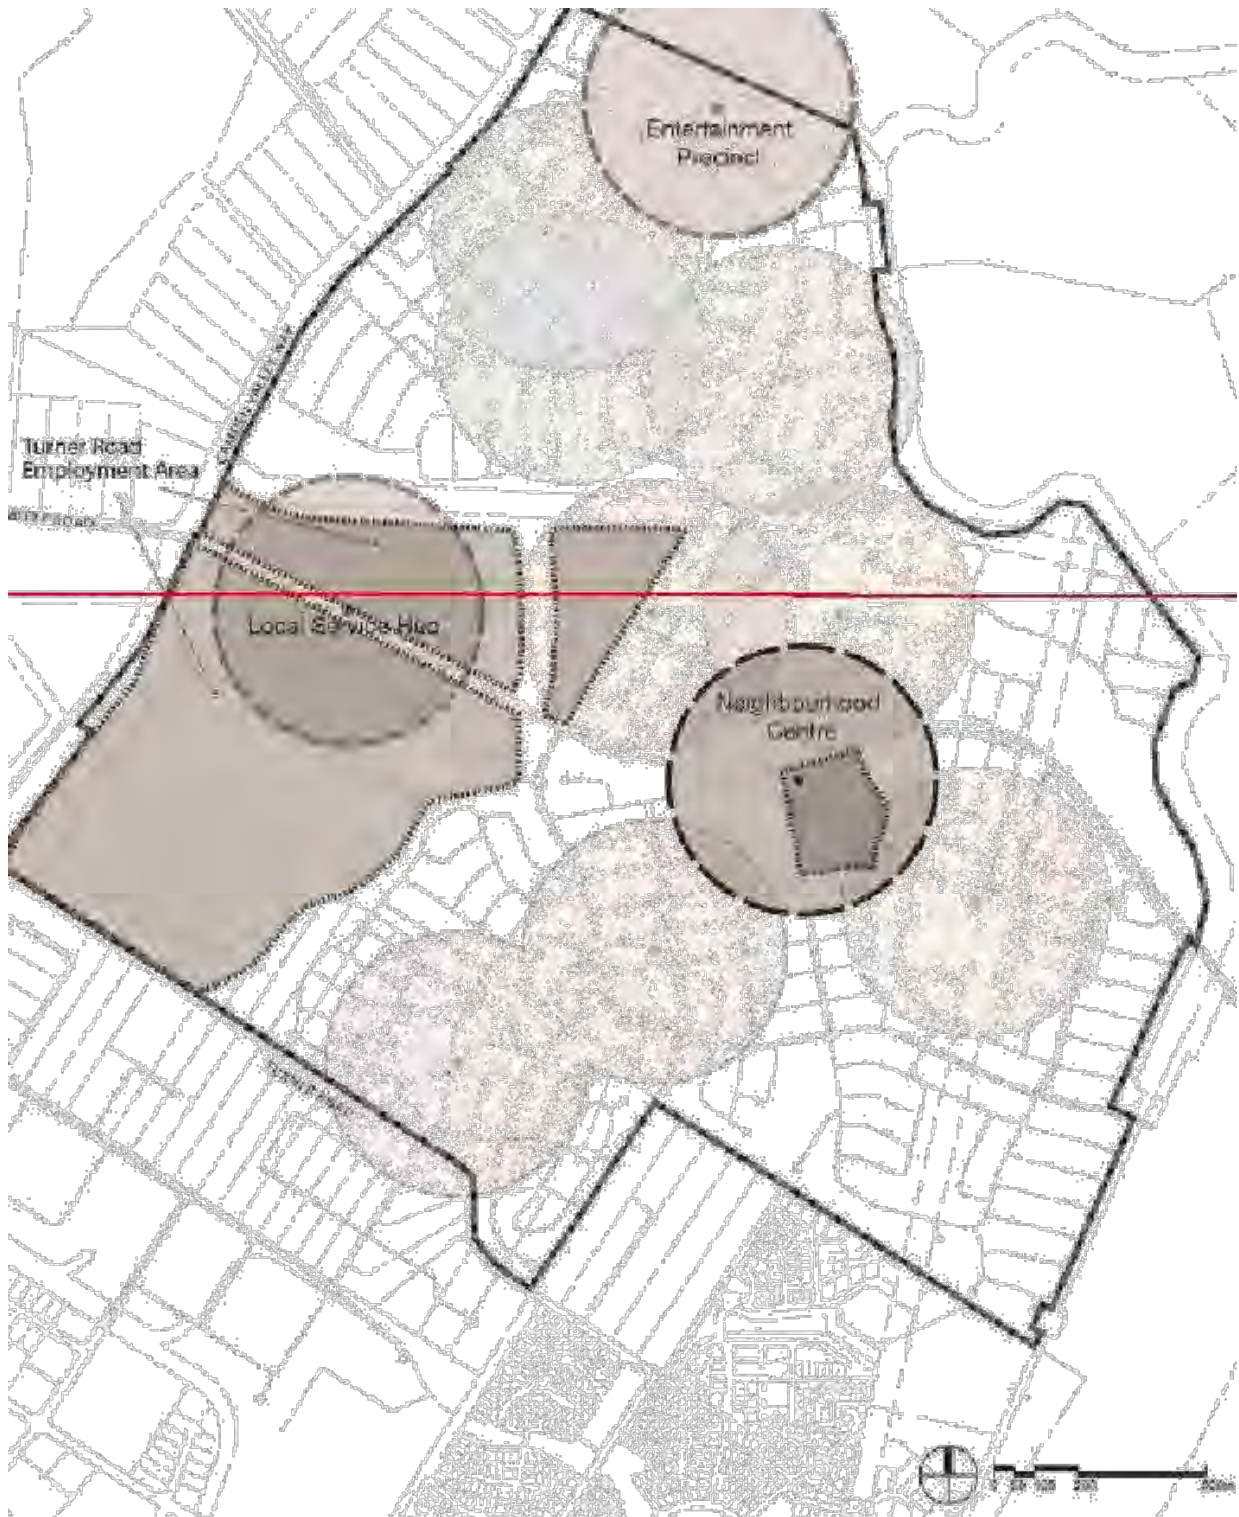 Entertainment
Precinct
Turner Road
Employment Area
Local Service Hub
Neighbourhood
Centre